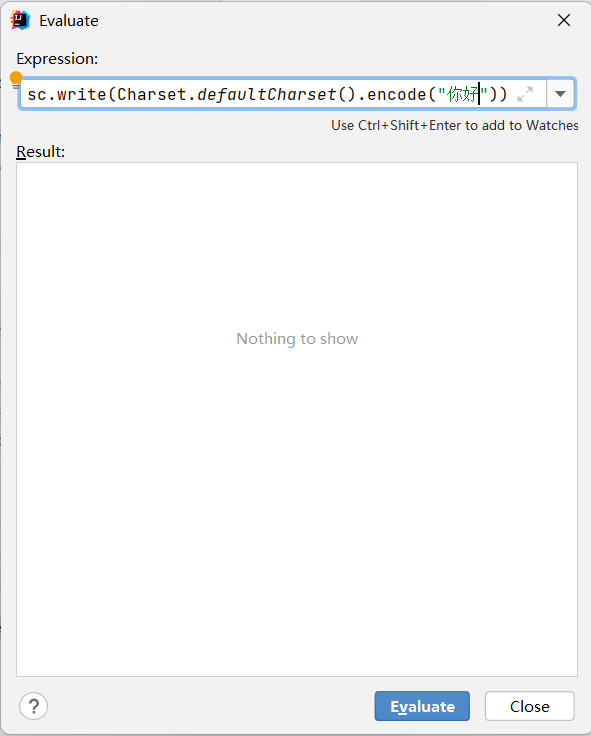 Evaluate
Expression:
sc.write(Charset.defaultCharset().encode("你好"))
Use Ctrl+Shift+Enter to add to Watches
Result:
Nothing to show
?
Evaluate
Close